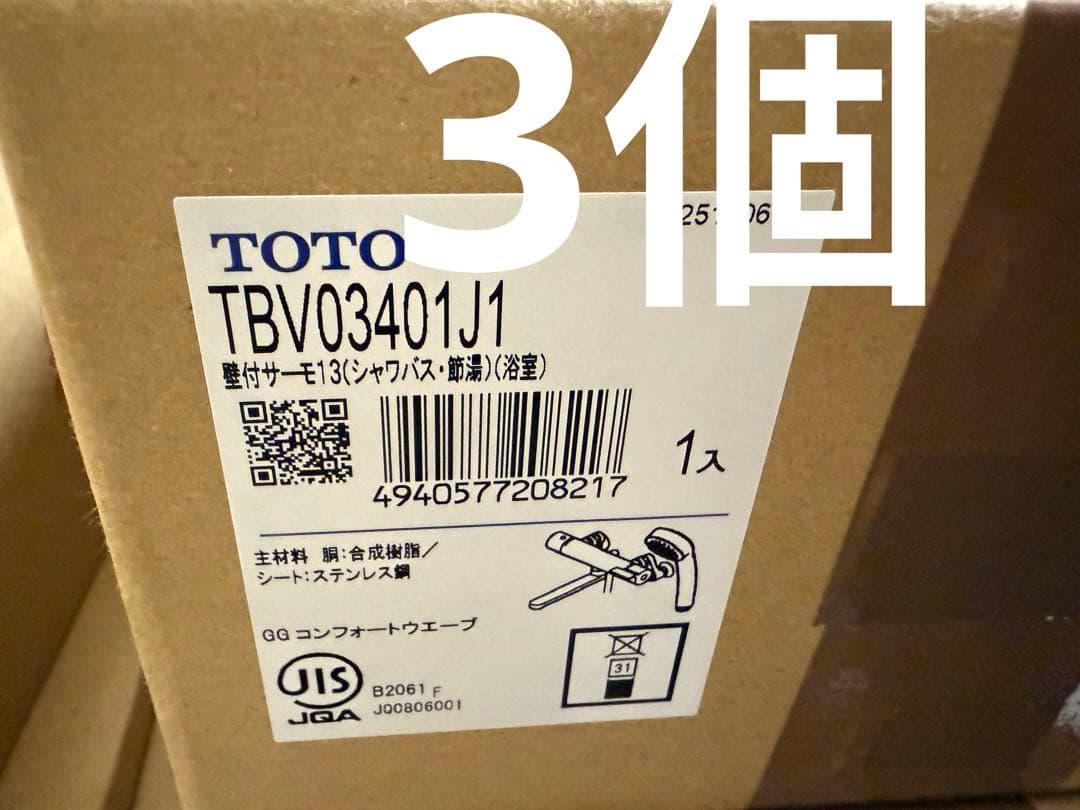 3個
TOTO
TBV03401J1
壁付サーモ13(シャワバス・節湯)(浴室)
4940577208217
1入
主材料 胴:合成樹脂/
シート:ステンレス鋼
GG コンフォートウエーブ
31
JIS
JQA
B2061 F
JQ0806001